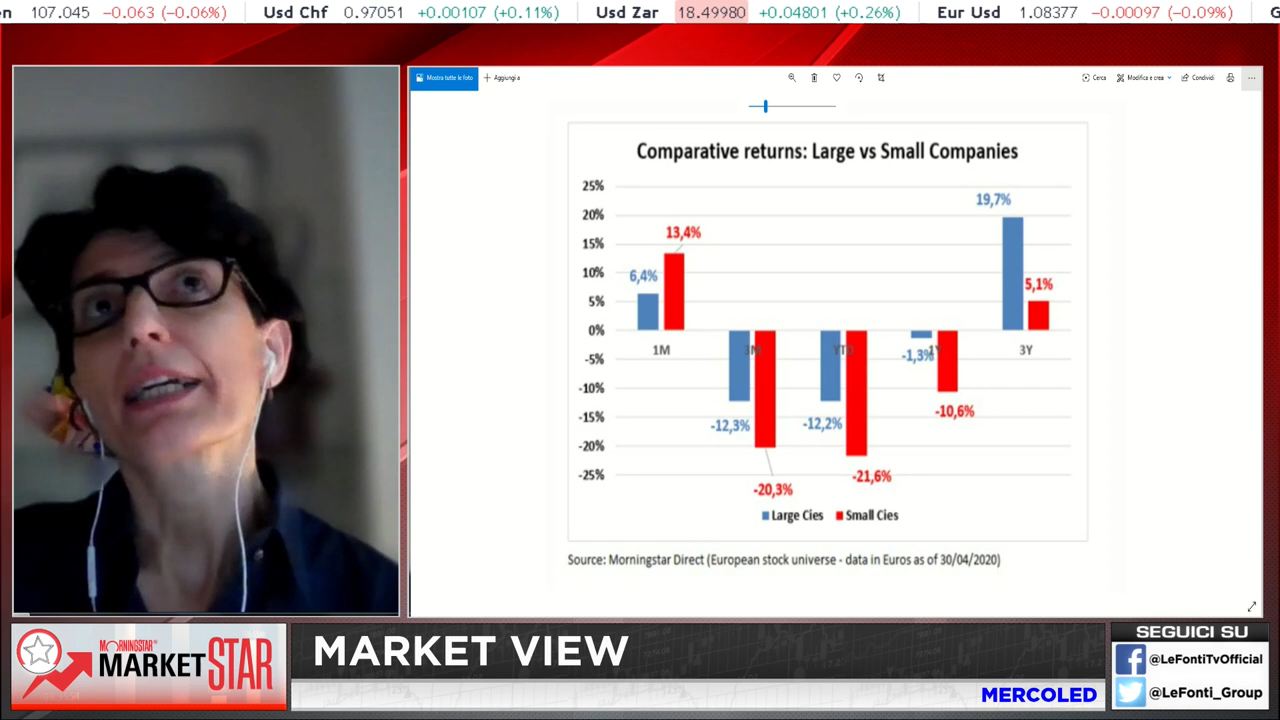 107.045 −0.063 (−0.06%) Usd Chf 0.97051 +0.00107 (+0.11%) Usd Zar 18.49980 +0.04801 (+0.26%) Eur Usd 1.08377 −0.00097 (−0.09%)
Mostra tutte le foto Aggiungi a Cerca Modifica e crea Condividi
Comparative returns: Large vs Small Companies
25%
20%
15%
10%
5%
0%
-5%
-10%
-15%
-20%
-25%
6,4%
13,4%
1M
-12,3%
-20,3%
3M
-12,2%
-21,6%
YTD
-1,3%
-10,6%
1Y
19,7%
5,1%
3Y
Large Cies Small Cies
Source: Morningstar Direct (European stock universe - data in Euros as of 30/04/2020)
MORNINGSTAR
MARKET STAR
MARKET VIEW
MERCOLED
SEGUICI SU
@LeFontiTvOfficial
@LeFonti_Group